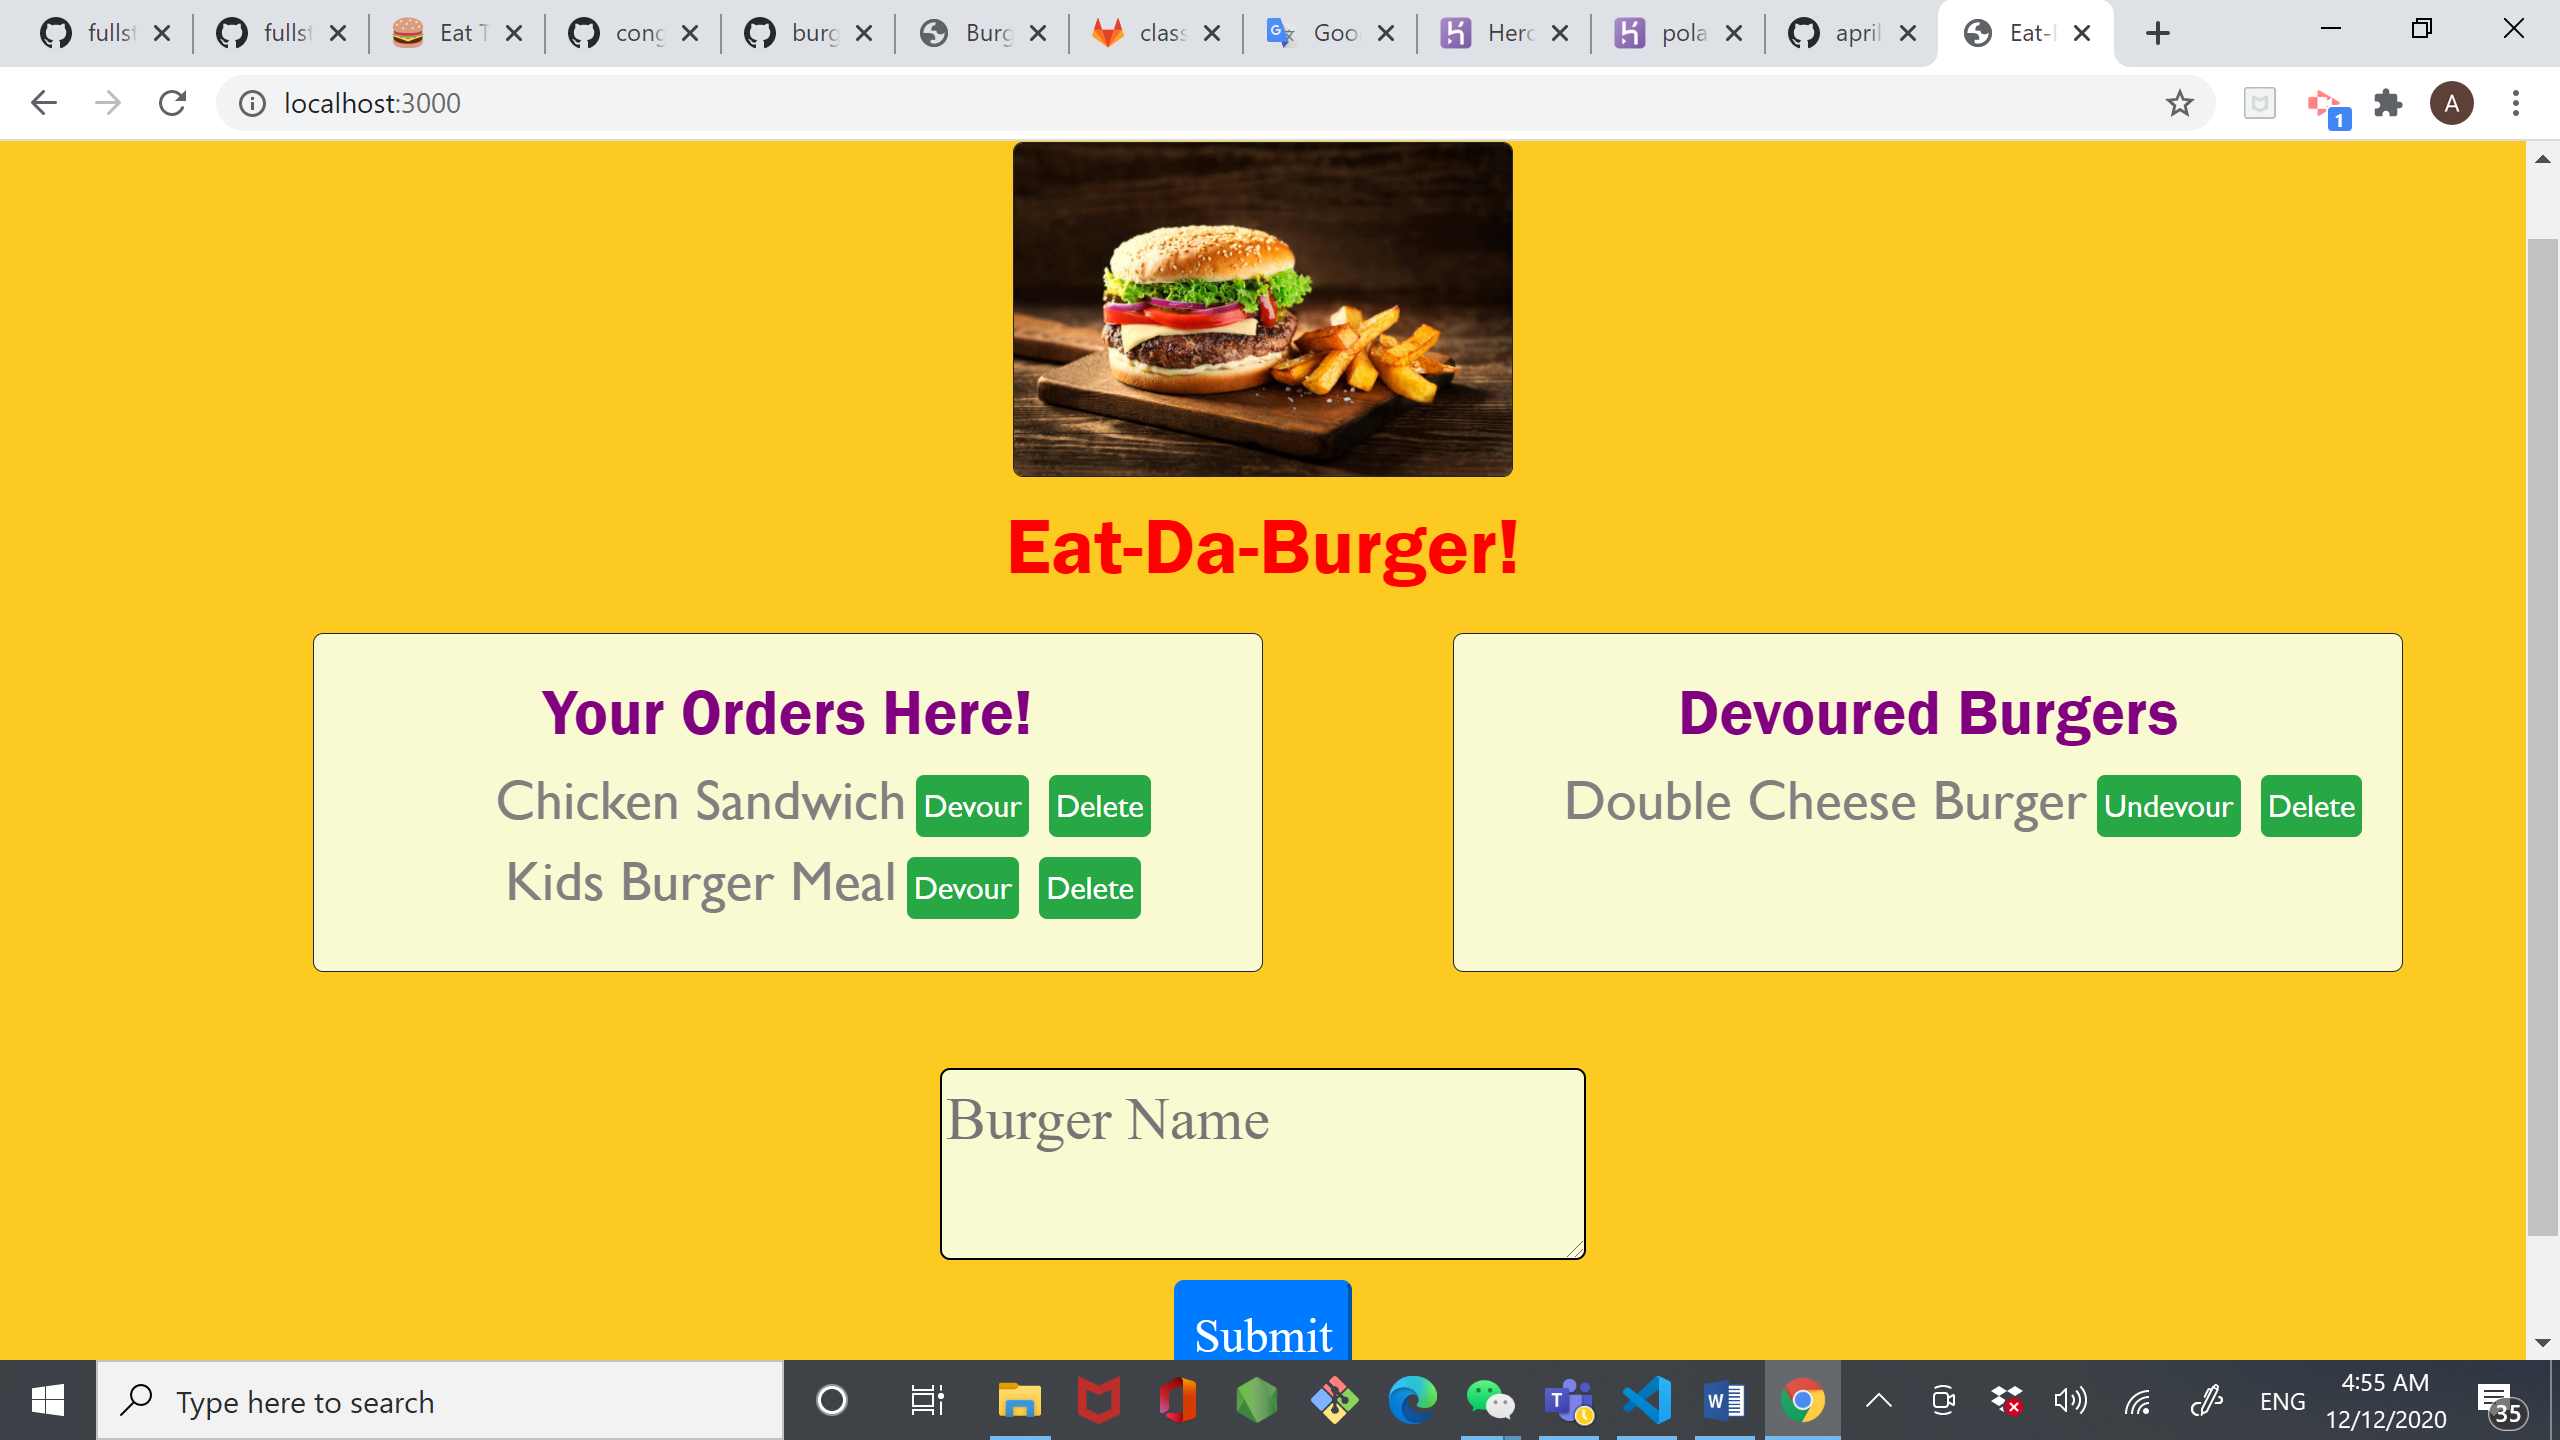 fullst
fullst
Eat T
cong
burg
Burg
class
Goo
Hero
pola
april
Eat-
localhost:3000
1
A
Eat-Da-Burger!
Your Orders Here!
Chicken Sandwich Devour Delete
Kids Burger Meal Devour Delete
Devoured Burgers
Double Cheese Burger Undevour Delete
Burger Name
Submit
Type here to search
ENG
4:55 AM
12/12/2020
35